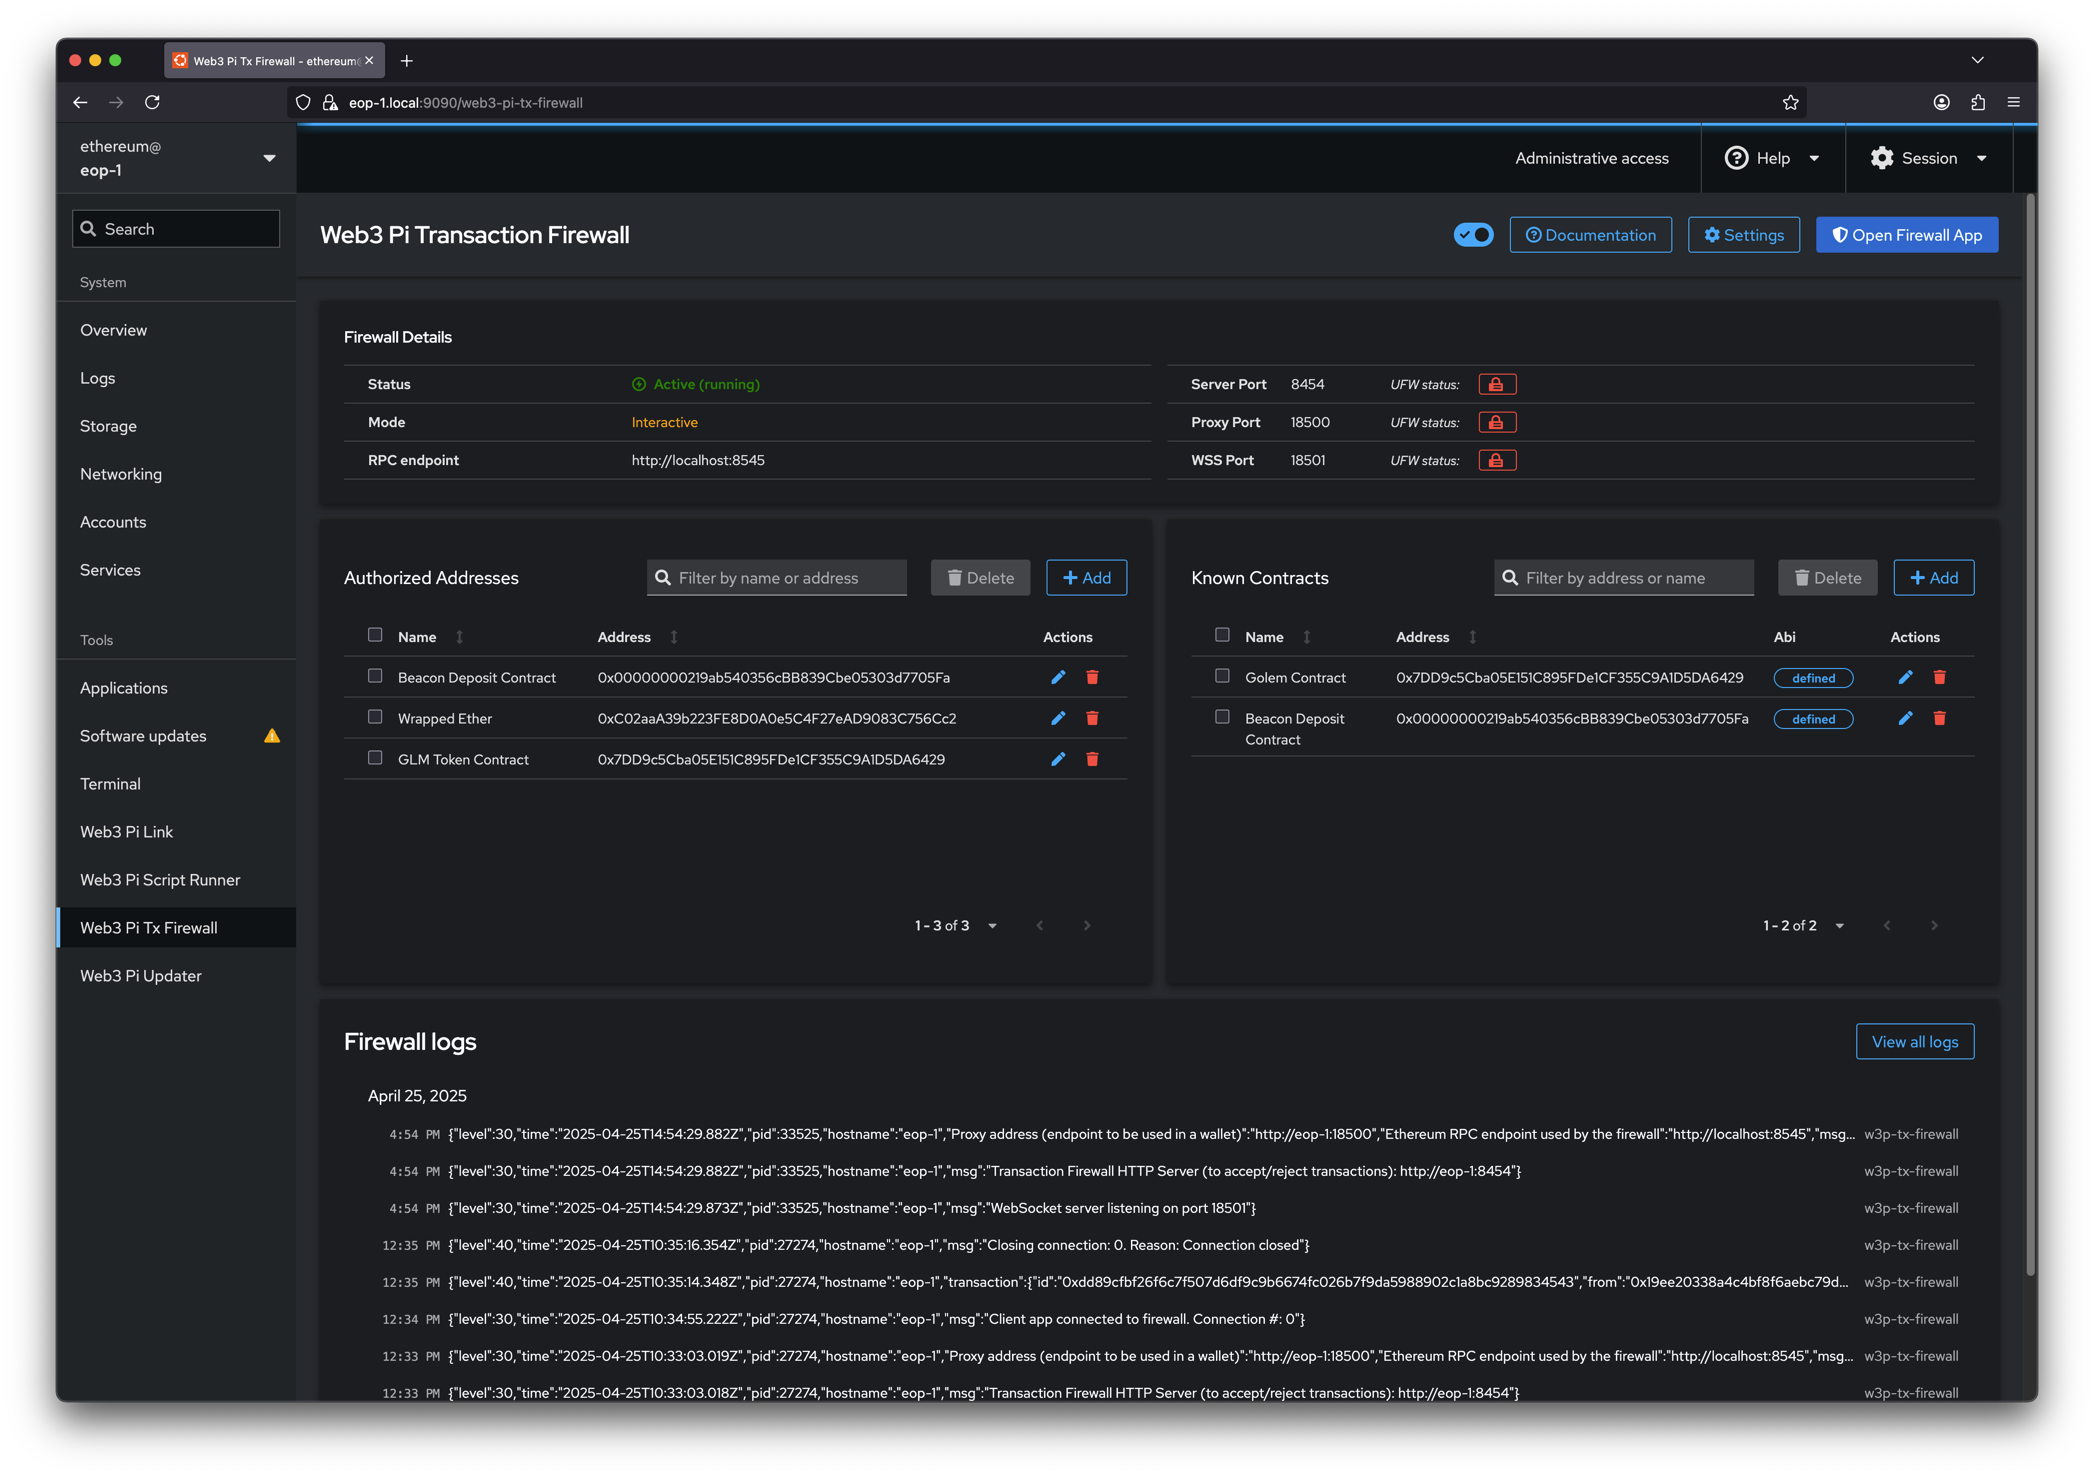 Web3 Pi Tx Firewall - ethereum@
eop-1.local:9090/web3-pi-tx-firewall
ethereum@
eop-1
Administrative access
Help
Session
Search
System
Overview
Logs
Storage
Networking
Accounts
Services
Tools
Applications
Software updates
Terminal
Web3 Pi Link
Web3 Pi Script Runner
Web3 Pi Tx Firewall
Web3 Pi Updater
Web3 Pi Transaction Firewall
Documentation
Settings
Open Firewall App
Firewall Details
Status Active (running)
Mode Interactive
RPC endpoint http://localhost:8545
Server Port 8454 UFW status:
Proxy Port 18500 UFW status:
WSS Port 18501 UFW status:
Authorized Addresses
Filter by name or address
Delete
Add
Name Address Actions
Beacon Deposit Contract 0x00000000219ab540356cBB839Cbe05303d7705Fa
Wrapped Ether 0xC02aaA39b223FE8D0A0e5C4F27eAD9083C756Cc2
GLM Token Contract 0x7DD9c5Cba05E151C895FDe1CF355C9A1D5DA6429
1 - 3 of 3
Known Contracts
Filter by address or name
Delete
Add
Name Address Abi Actions
Golem Contract 0x7DD9c5Cba05E151C895FDe1CF355C9A1D5DA6429 defined
Beacon Deposit 0x00000000219ab540356cBB839Cbe05303d7705Fa defined
Contract
1 - 2 of 2
Firewall logs
View all logs
April 25, 2025
4:54 PM {"level":30,"time":"2025-04-25T14:54:29.882Z","pid":33525,"hostname":"eop-1","Proxy address (endpoint to be used in a wallet)":"http://eop-1:18500","Ethereum RPC endpoint used by the firewall":"http://localhost:8545","msg... w3p-tx-firewall
4:54 PM {"level":30,"time":"2025-04-25T14:54:29.882Z","pid":33525,"hostname":"eop-1","msg":"Transaction Firewall HTTP Server (to accept/reject transactions): http://eop-1:8454"} w3p-tx-firewall
4:54 PM {"level":30,"time":"2025-04-25T14:54:29.873Z","pid":33525,"hostname":"eop-1","msg":"WebSocket server listening on port 18501"} w3p-tx-firewall
12:35 PM {"level":40,"time":"2025-04-25T10:35:16.354Z","pid":27274,"hostname":"eop-1","msg":"Closing connection: 0. Reason: Connection closed"} w3p-tx-firewall
12:35 PM {"level":40,"time":"2025-04-25T10:35:14.348Z","pid":27274,"hostname":"eop-1","transaction":{"id":"0xdd89cfbf26f6c7f507d6df9c9b6674fc026b7f9da5988902c1a8bc9289834543","from":"0x19ee20338a4c4bf8f6aebc79d... w3p-tx-firewall
12:34 PM {"level":30,"time":"2025-04-25T10:34:55.222Z","pid":27274,"hostname":"eop-1","msg":"Client app connected to firewall. Connection #: 0"} w3p-tx-firewall
12:33 PM {"level":30,"time":"2025-04-25T10:33:03.019Z","pid":27274,"hostname":"eop-1","Proxy address (endpoint to be used in a wallet)":"http://eop-1:18500","Ethereum RPC endpoint used by the firewall":"http://localhost:8545","msg... w3p-tx-firewall
12:33 PM {"level":30,"time":"2025-04-25T10:33:03.018Z","pid":27274,"hostname":"eop-1","msg":"Transaction Firewall HTTP Server (to accept/reject transactions): http://eop-1:8454"} w3p-tx-firewall